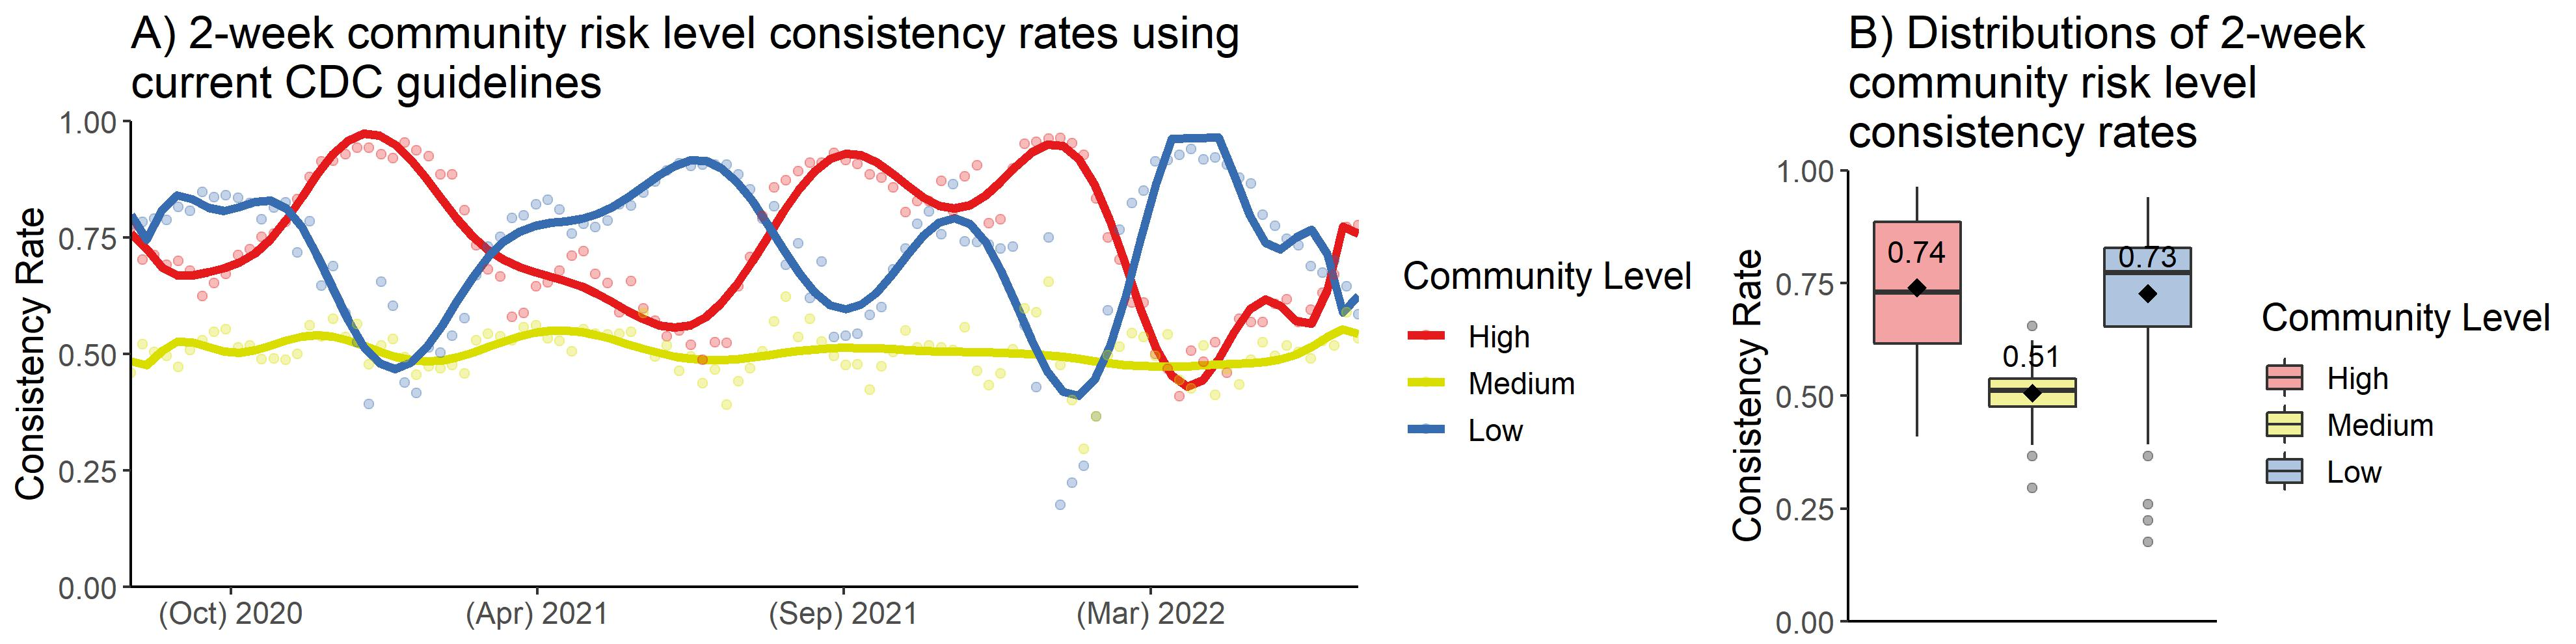 A) 2-week community risk level consistency rates using
current CDC guidelines
Consistency Rate
1.00
0.75
0.50
0.25
0.00
(Oct) 2020
(Apr) 2021
(Sep) 2021
(Mar) 2022
Community Level
High
Medium
Low
B) Distributions of 2-week
community risk level
consistency rates
Consistency Rate
1.00
0.75
0.50
0.25
0.00
0.74
0.51
0.73
Community Level
High
Medium
Low